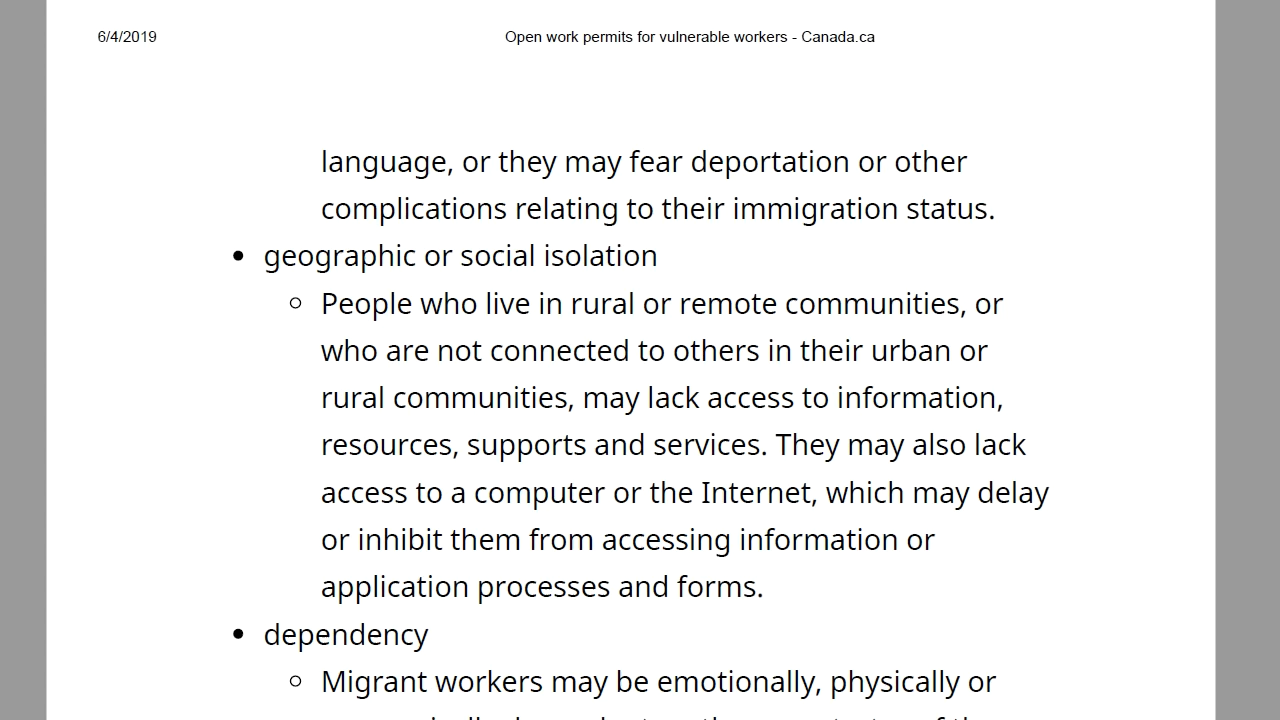 6/4/2019 Open work permits for vulnerable workers - Canada.ca
language, or they may fear deportation or other
complications relating to their immigration status.
• geographic or social isolation
○ People who live in rural or remote communities, or
who are not connected to others in their urban or
rural communities, may lack access to information,
resources, supports and services. They may also lack
access to a computer or the Internet, which may delay
or inhibit them from accessing information or
application processes and forms.
• dependency
○ Migrant workers may be emotionally, physically or